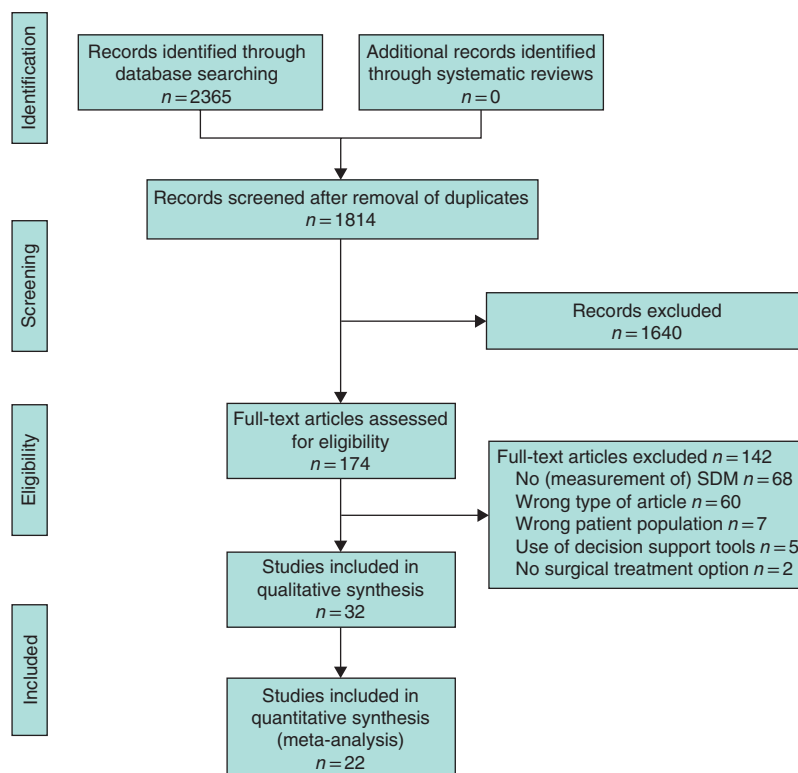 Identification
Records identified through
database searching
n = 2365
Additional records identified
through systematic reviews
n = 0
Records screened after removal of duplicates
n = 1814
Screening
Records excluded
n = 1640
Eligibility
Full-text articles assessed
for eligibility
n = 174
Full-text articles excluded n = 142
No (measurement of) SDM n = 68
Wrong type of article n = 60
Wrong patient population n = 7
Use of decision support tools n = 5
No surgical treatment option n = 2
Included
Studies included in
qualitative synthesis
n = 32
Studies included in
quantitative synthesis
(meta-analysis)
n = 22